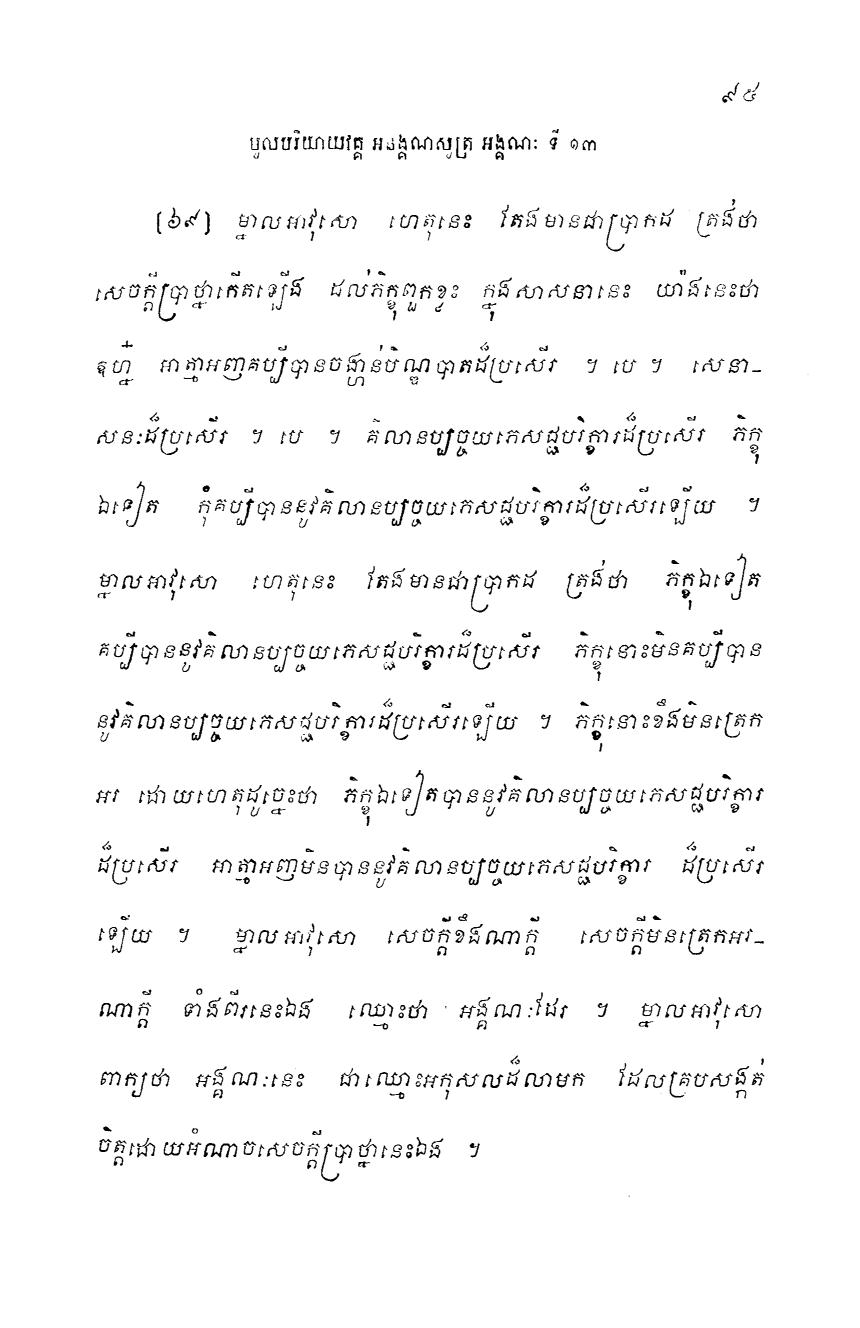 ៩៥
មូលបរិយាយវគ្គ អនង្គណសូត្រ អង្គណៈ ទី ១៣
[៦៩] ម្នាលអាវុសោ ហេតុនេះ តែងមានជាប្រាកដ ត្រង់ថា
សេចក្តីប្រាថ្នាកើតឡើង ដល់ភិក្ខុពួកខ្លះ ក្នុងសាសនានេះ យ៉ាងនេះថា
ឱហ្ន៎ អាត្មាអញគប្បីបានចង្ហាន់បិណ្ឌបាតដ៏ប្រសើរ ។ បេ ។ សេនា-
សនៈដ៏ប្រសើរ ។ បេ ។ គិលានប្បច្ចយភេសជ្ជបរិក្ខារដ៏ប្រសើរ ភិក្ខុ
ឯទៀត កុំគប្បីបាននូវគិលានប្បច្ចយភេសជ្ជបរិក្ខារដ៏ប្រសើរឡើយ ។
ម្នាលអាវុសោ ហេតុនេះ តែងមានជាប្រាកដ ត្រង់ថា ភិក្ខុឯទៀត
គប្បីបាននូវគិលានប្បច្ចយភេសជ្ជបរិក្ខារដ៏ប្រសើរ ភិក្ខុនោះមិនគប្បីបាន
នូវគិលានប្បច្ចយភេសជ្ជបរិក្ខារដ៏ប្រសើរឡើយ ។ ភិក្ខុនោះខឹងមិនត្រេក
អរ ដោយហេតុដូច្នេះថា ភិក្ខុឯទៀតបាននូវគិលានប្បច្ចយភេសជ្ជបរិក្ខារ
ដ៏ប្រសើរ អាត្មាអញមិនបាននូវគិលានប្បច្ចយភេសជ្ជបរិក្ខារ ដ៏ប្រសើរ
ឡើយ ។ ម្នាលអាវុសោ សេចក្តីខឹងណាក្តី សេចក្តីមិនត្រេកអរ-
ណាក្តី ទាំងពីរនេះឯង ឈ្មោះថា អង្គណៈដែរ ។ ម្នាលអាវុសោ
ពាក្យថា អង្គណៈនេះ ជាឈ្មោះអកុសលដ៏លាមក ដែលគ្របសង្កត់
ចិត្តដោយអំណាចសេចក្តីប្រាថ្នានេះឯង ។